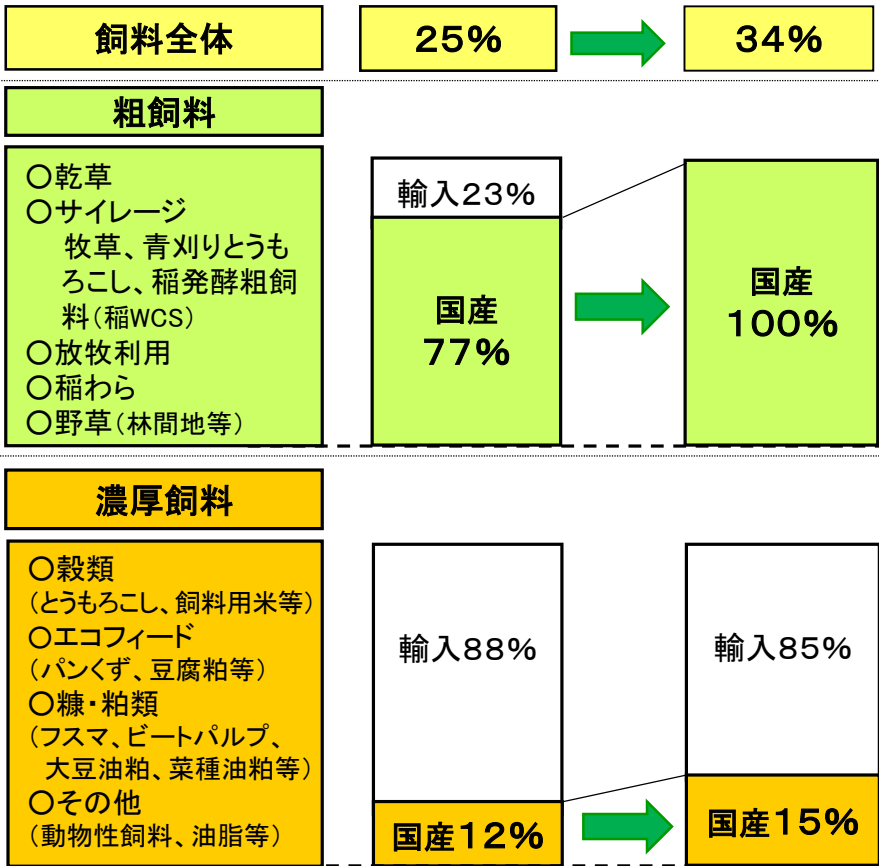 飼料全体
25%
34%
粗飼料
○乾草
○サイレージ
牧草、青刈りとうも
ろこし、稲発酵粗飼
料(稲WCS)
○放牧利用
○稲わら
○野草(林間地等)
輸入23%
国産
77%
国産
100%
濃厚飼料
○穀類
(とうもろこし、飼料用米等)
○エコフィード
(パンくず、豆腐粕等)
○糠・粕類
(フスマ、ビートパルプ、
大豆油粕、菜種油粕等)
○その他
(動物性飼料、油脂等)
輸入88%
国産12%
輸入85%
国産15%